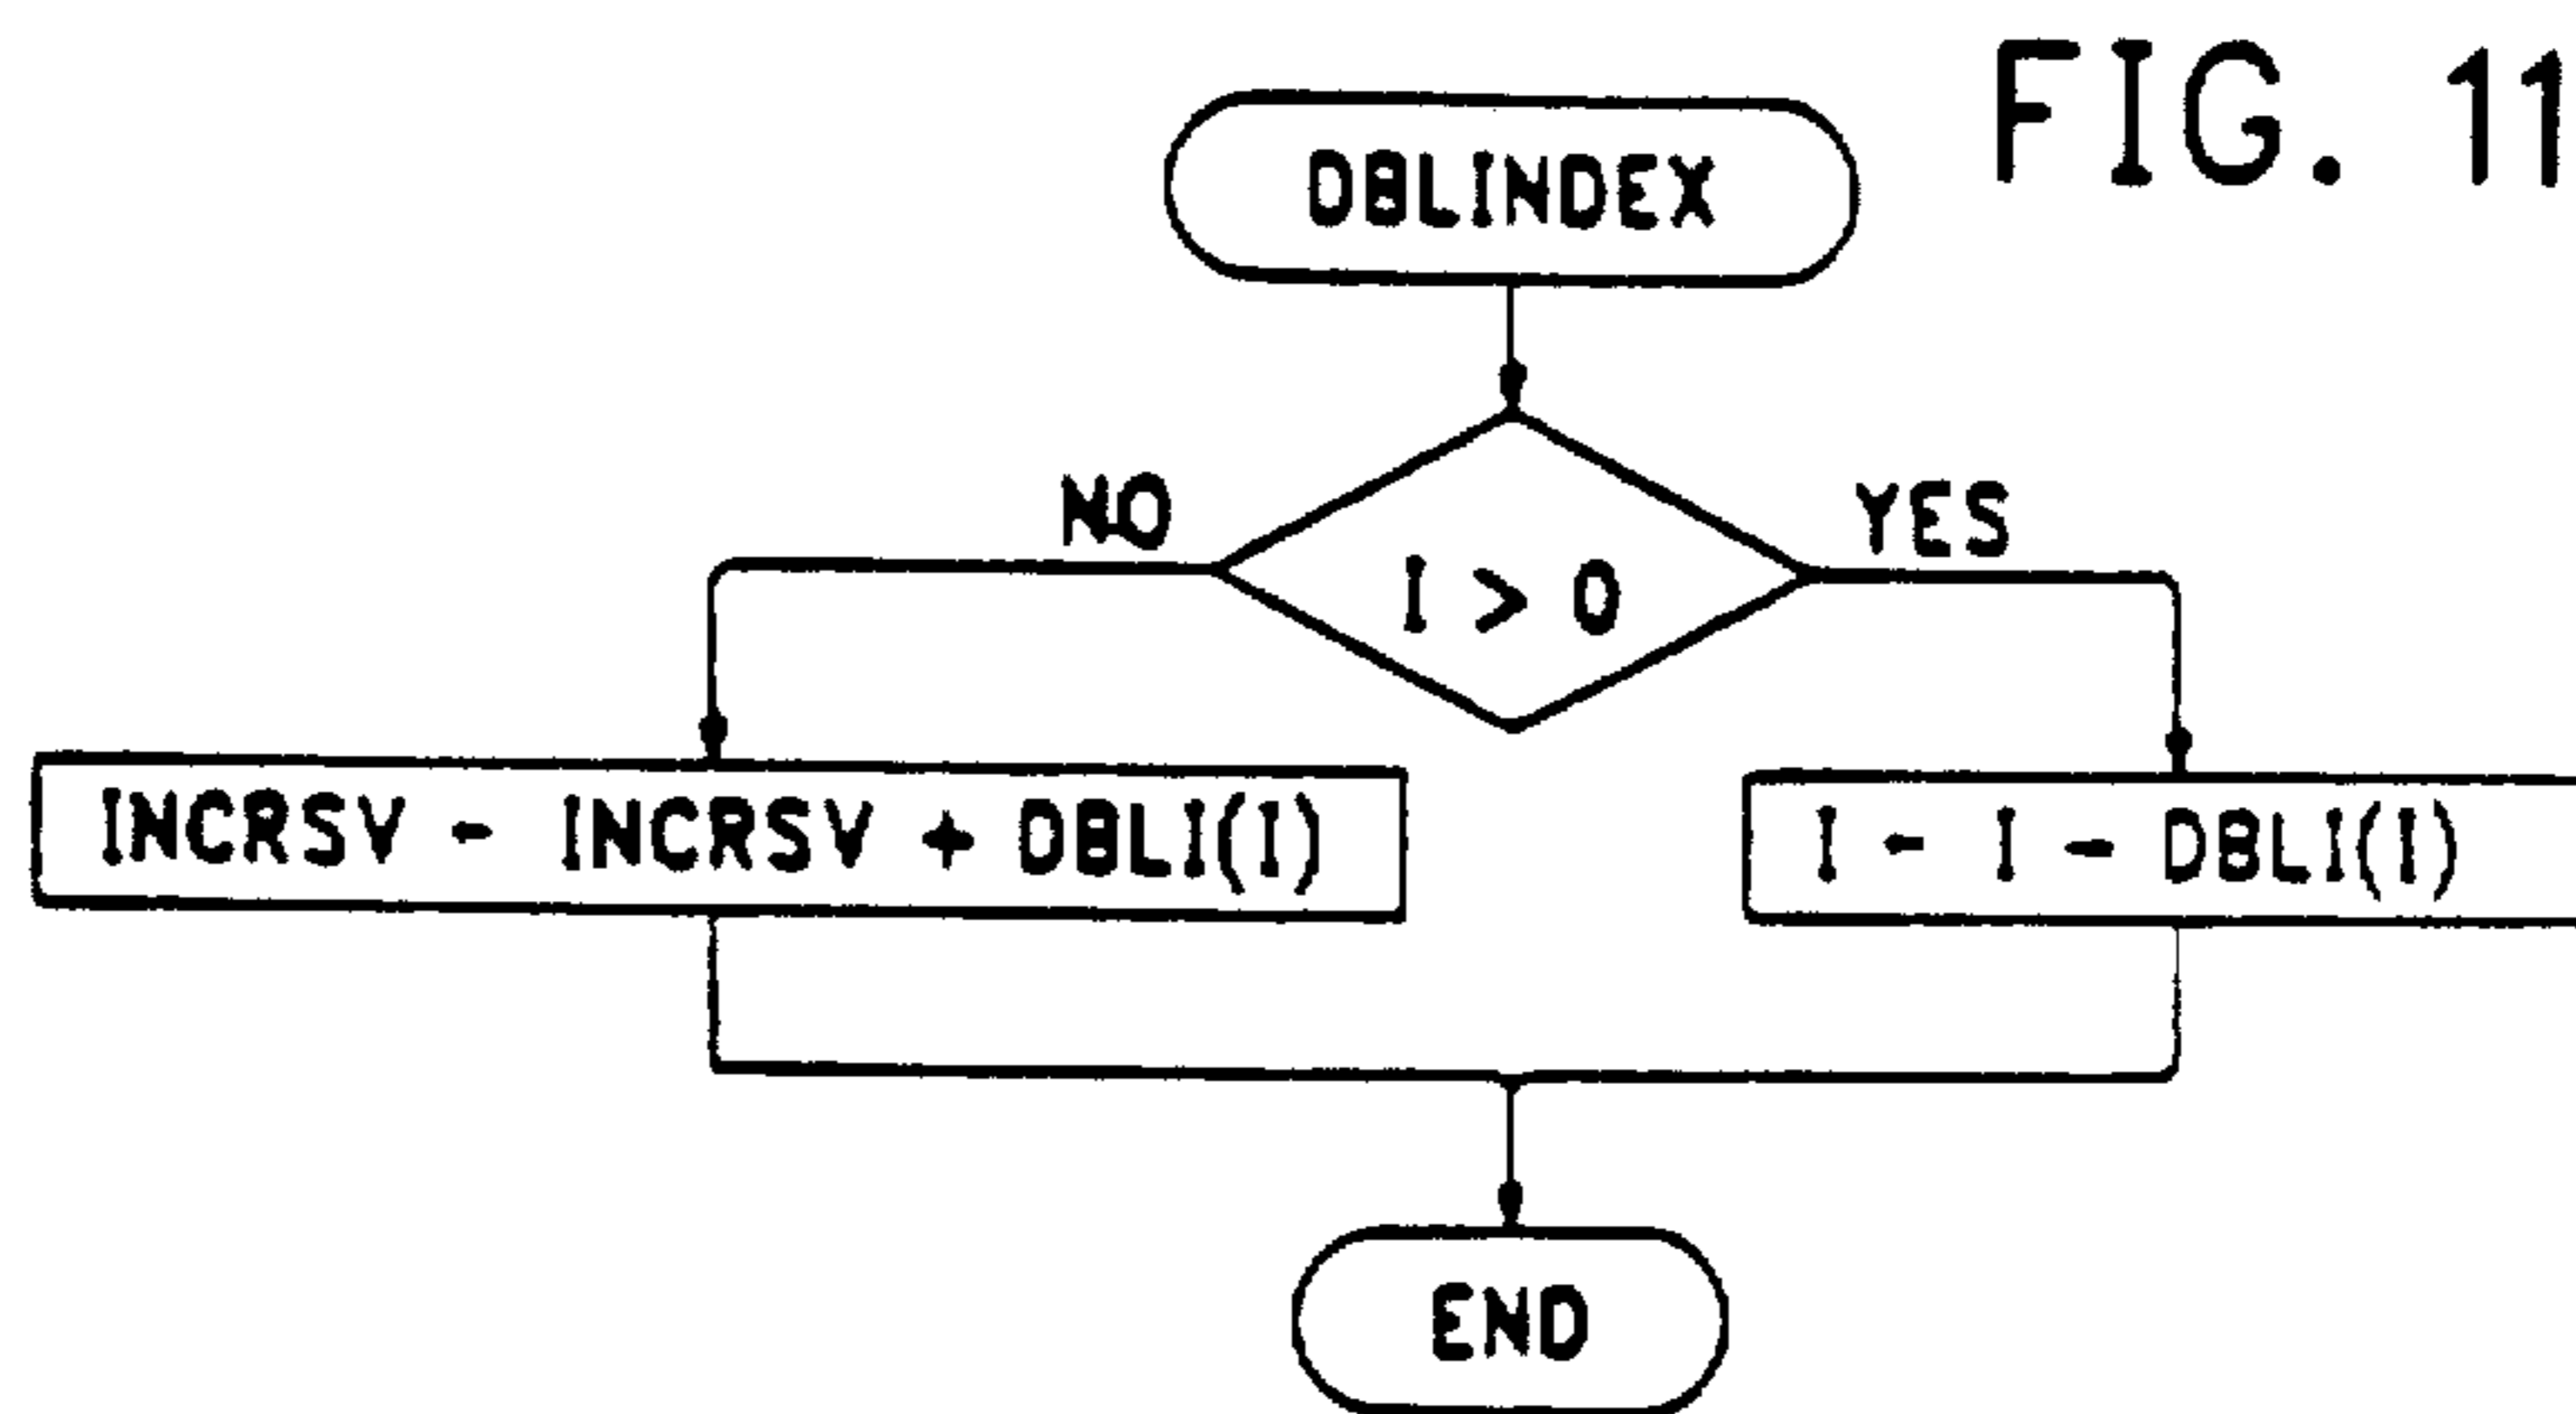 FIG. 11
DBLINDEX
NO
YES
I > 0
INCRSV ← INCRSV + DBLI(I)
I ← I - DBLI(I)
END